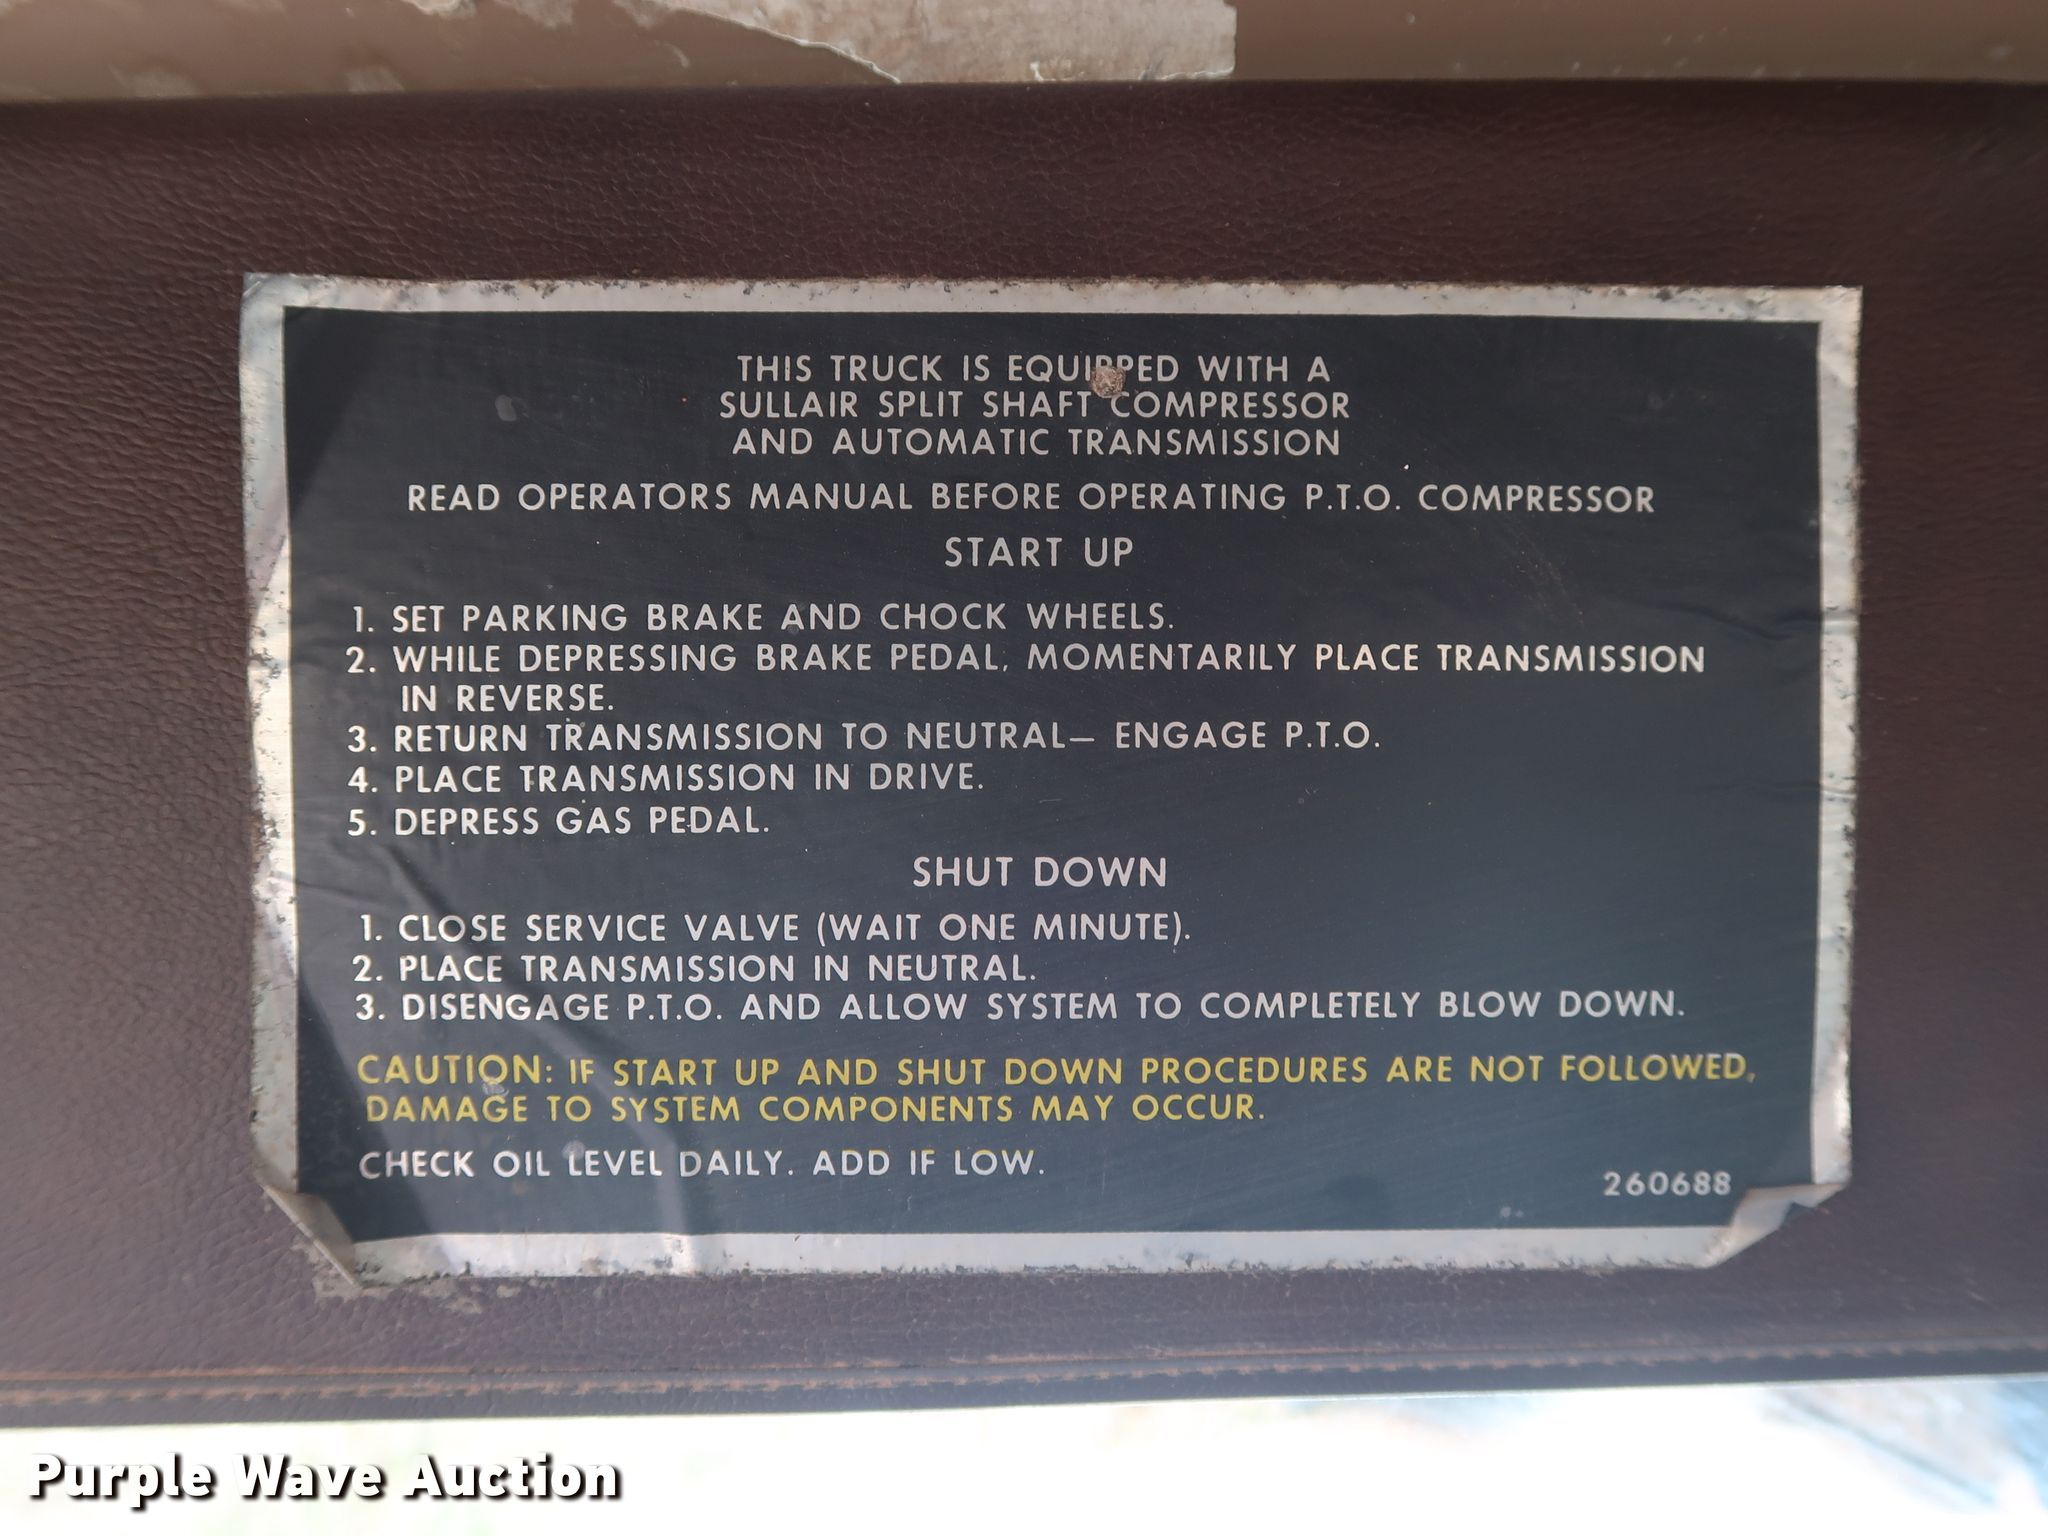 THIS TRUCK IS EQUIPPED WITH A
SULLAIR SPLIT SHAFT COMPRESSOR
AND AUTOMATIC TRANSMISSION
READ OPERATORS MANUAL BEFORE OPERATING P.T.O. COMPRESSOR
START UP
1. SET PARKING BRAKE AND CHOCK WHEELS.
2. WHILE DEPRESSING BRAKE PEDAL, MOMENTARILY PLACE TRANSMISSION
IN REVERSE.
3. RETURN TRANSMISSION TO NEUTRAL— ENGAGE P.T.O.
4. PLACE TRANSMISSION IN DRIVE.
5. DEPRESS GAS PEDAL.
SHUT DOWN
1. CLOSE SERVICE VALVE (WAIT ONE MINUTE).
2. PLACE TRANSMISSION IN NEUTRAL.
3. DISENGAGE P.T.O. AND ALLOW SYSTEM TO COMPLETELY BLOW DOWN.
CAUTION: IF START UP AND SHUT DOWN PROCEDURES ARE NOT FOLLOWED,
DAMAGE TO SYSTEM COMPONENTS MAY OCCUR.
CHECK OIL LEVEL DAILY. ADD IF LOW.
260688
Purple Wave Auction